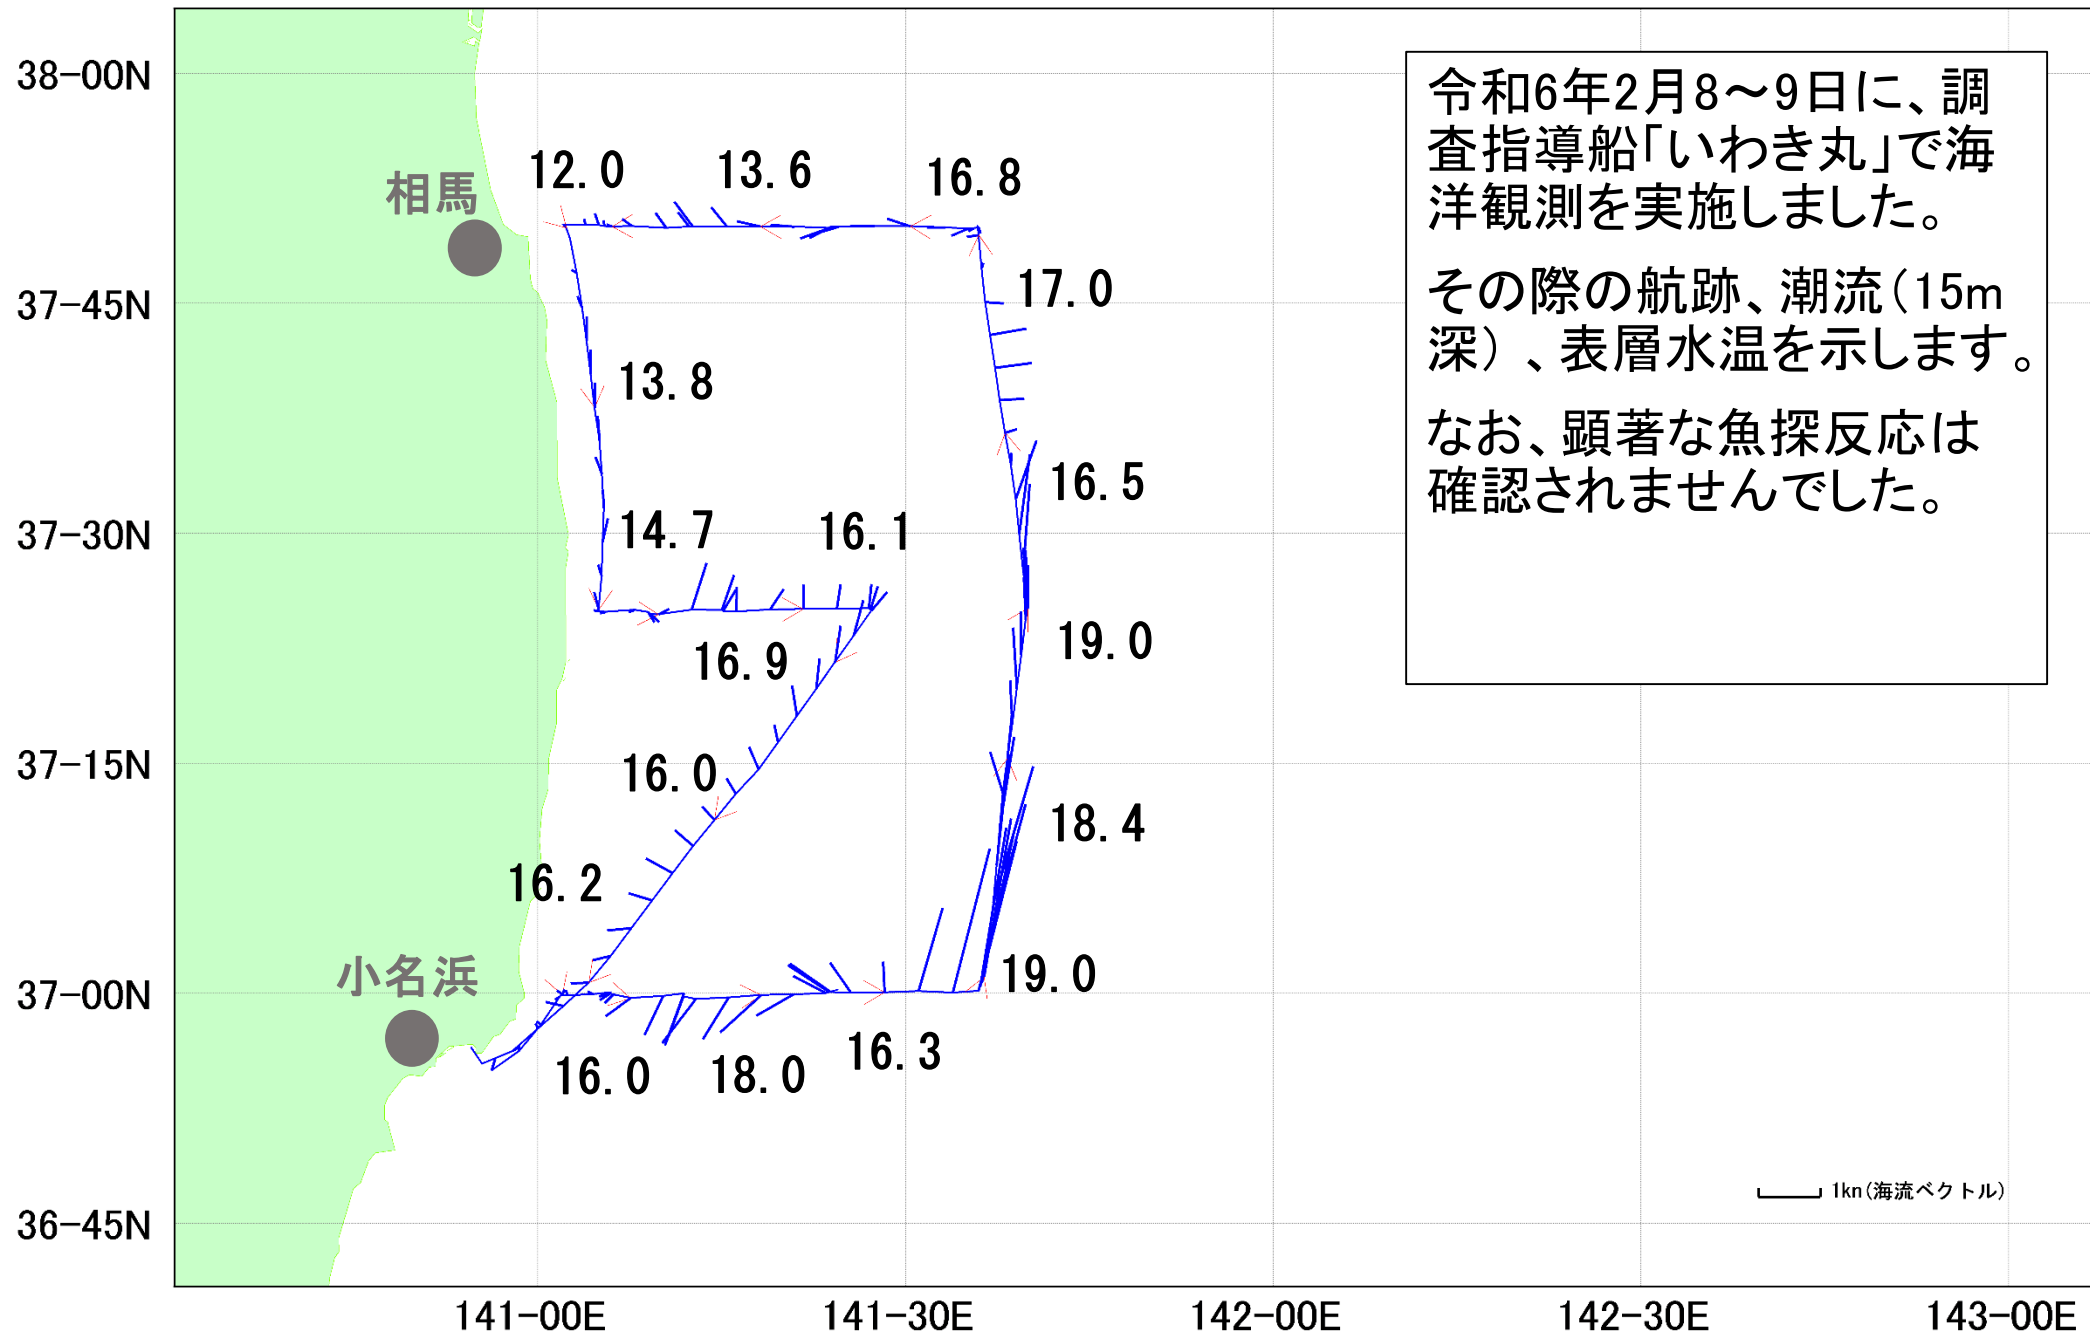 38-00N
37-45N
37-30N
37-15N
37-00N
36-45N
141-00E
141-30E
142-00E
142-30E
143-00E
相馬
小名浜
12.0
13.6
16.8
17.0
13.8
16.5
14.7
16.1
16.9
19.0
16.0
18.4
16.2
19.0
16.0
18.0
16.3
令和6年2月8～9日に、調
査指導船「いわき丸」で海
洋観測を実施しました。
その際の航跡、潮流（15m
深）、表層水温を示します。
なお、顕著な魚探反応は
確認されませんでした。
1kn(海流ベクトル)